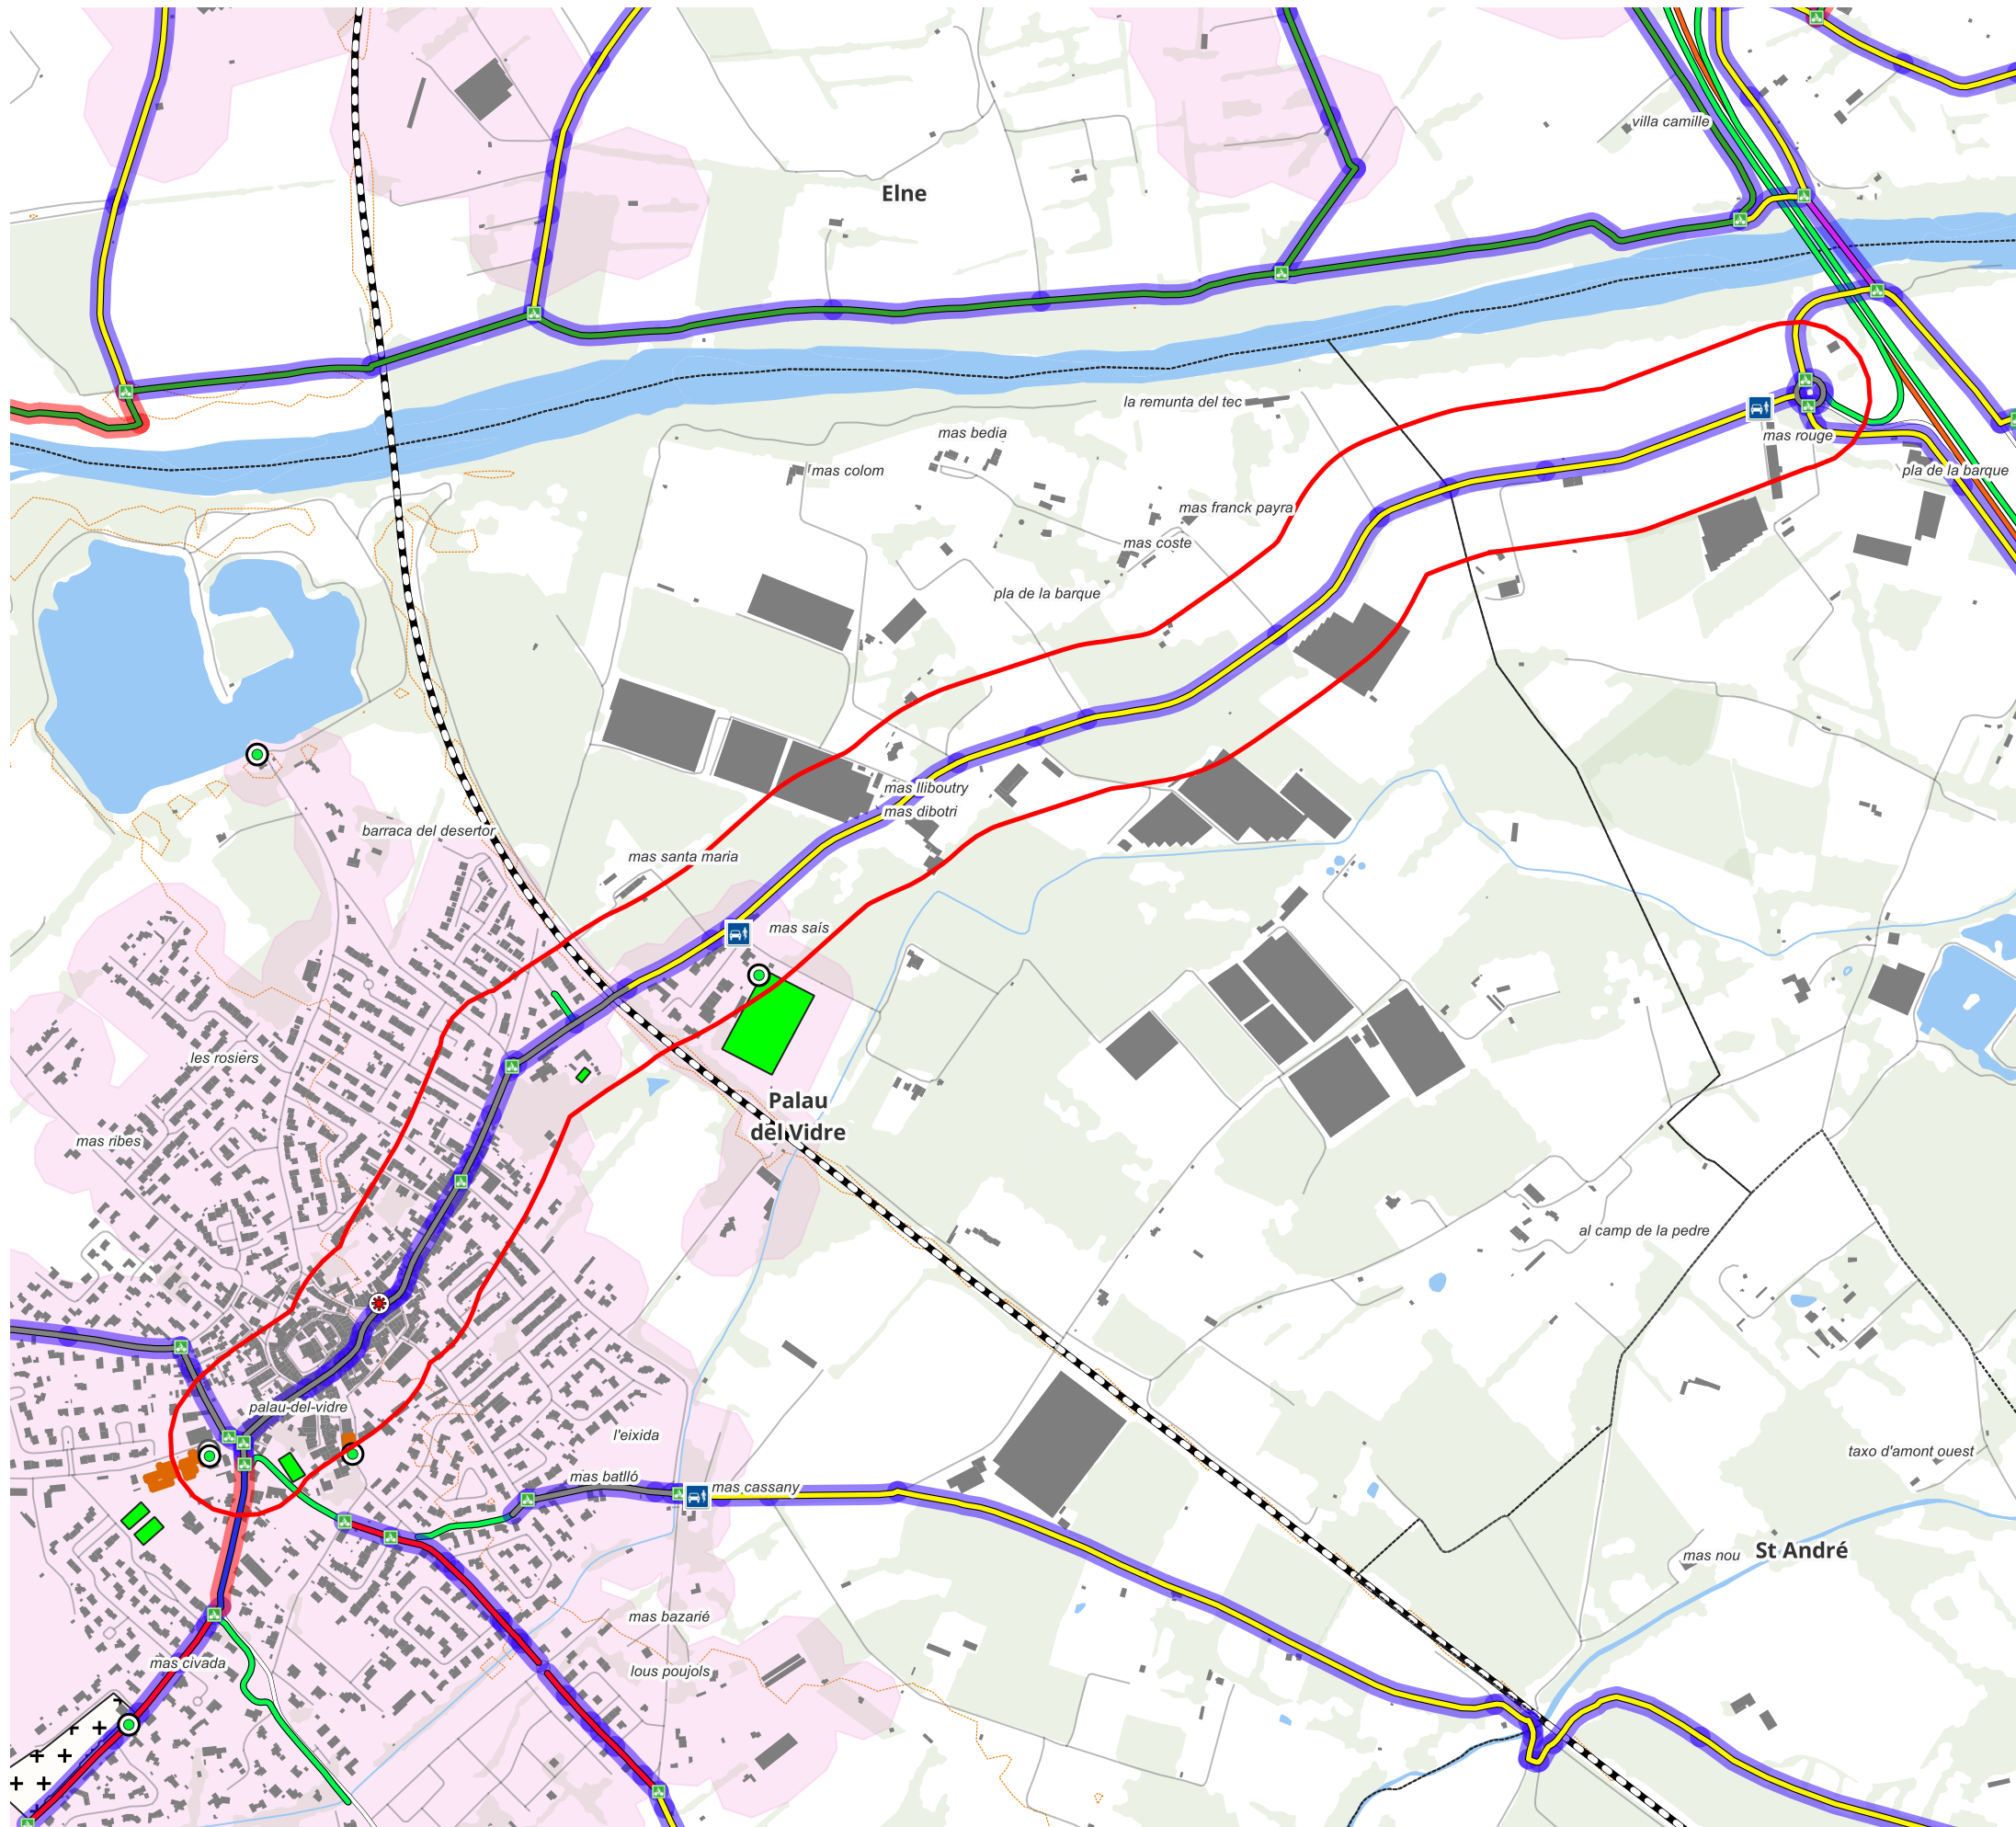 villa camille
Elne
la remunta del tec
mas bedia
mas rouge
mas colom
pla de la barque
mas franck payra
mas coste
pla de la barque
mas lliboutry
mas dibotri
barraca del desertor
mas santa maria
mas saís
les rosiers
Palau
del Vidre
mas ribes
al camp de la pedre
palau-del-vidre
l'eixida
taxo d'amont ouest
mas batlló
mas cassany
St André
mas nou
mas bazarié
mas civada
lous poujols